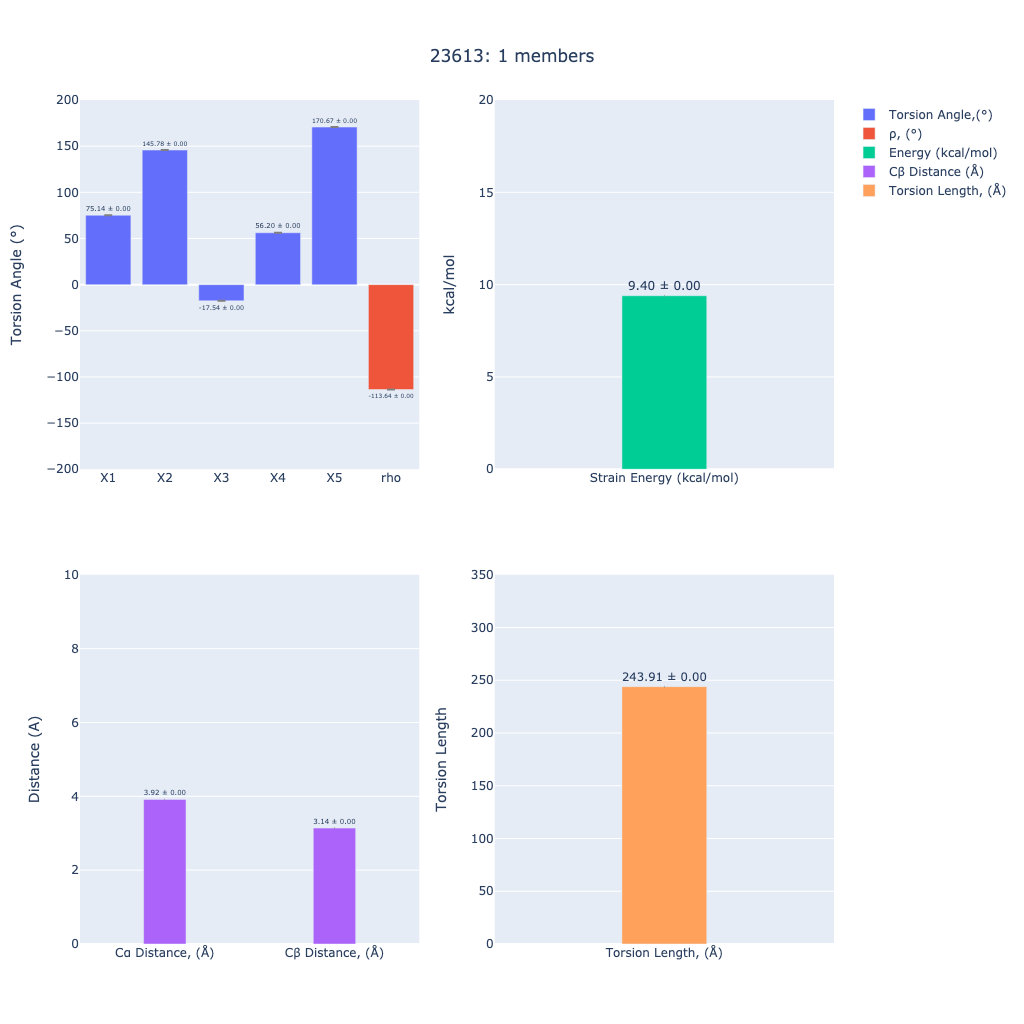 23613: 1 members
200
150
100
50
0
−50
−100
−150
−200
Torsion Angle (°)
75.14 ± 0.00
145.78 ± 0.00
-17.54 ± 0.00
56.20 ± 0.00
170.67 ± 0.00
-113.64 ± 0.00
X1 X2 X3 X4 X5 rho
20
15
10
5
0
kcal/mol
9.40 ± 0.00
Strain Energy (kcal/mol)
Torsion Angle,(°)
ρ, (°)
Energy (kcal/mol)
Cβ Distance (Å)
Torsion Length, (Å)
10
8
6
4
2
0
Distance (A)
3.92 ± 0.00
3.14 ± 0.00
Cα Distance, (Å) Cβ Distance, (Å)
350
300
250
200
150
100
50
0
Torsion Length
243.91 ± 0.00
Torsion Length, (Å)